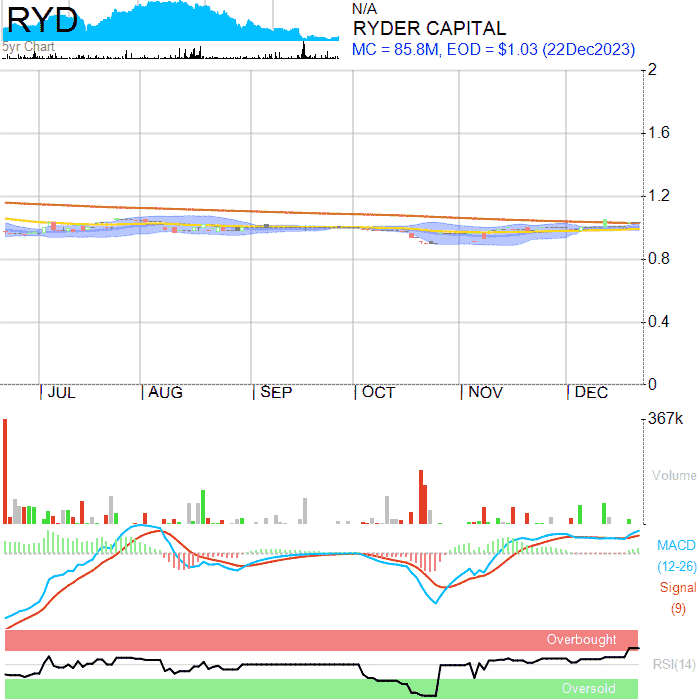 RYD
5yr Chart
N/A
RYDER CAPITAL
MC = 85.8M, EOD = $1.03 (22Dec2023)
2
1.6
1.2
0.8
0.4
0
JUL AUG SEP OCT NOV DEC
367k
Volume
MACD
(12-26)
Signal
(9)
Overbought
RSI(14)
Oversold